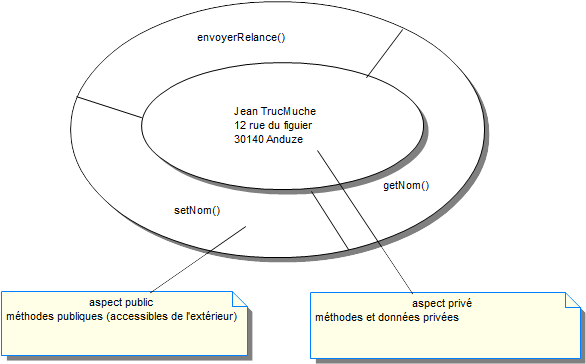 envoyerRelance()
Jean TrucMuche
12 rue du figuier
30140 Anduze
getNom()
setNom()
aspect public
méthodes publiques (accessibles de l'extérieur)
aspect privé
méthodes et données privées